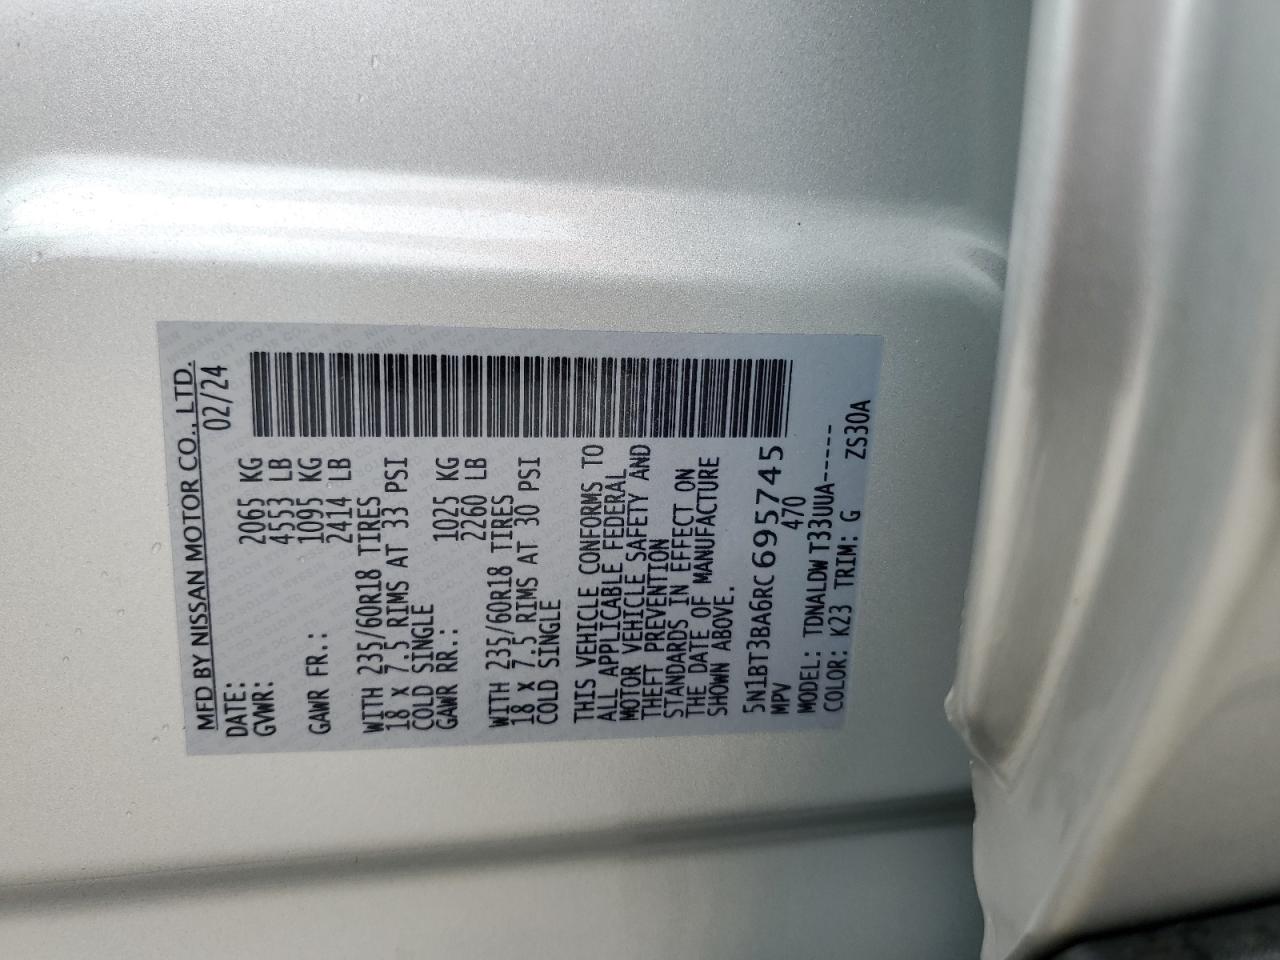 MFD BY NISSAN MOTOR CO., LTD.
DATE: 02/24
GVWR: 2065 KG
4553 LB
GAWR FR.: 1095 KG
2414 LB
WITH 235/60R18 TIRES
18 X 7.5 RIMS AT 33 PSI
COLD SINGLE
GAWR RR.: 1025 KG
2260 LB
WITH 235/60R18 TIRES
18 X 7.5 RIMS AT 30 PSI
COLD SINGLE
THIS VEHICLE CONFORMS TO
ALL APPLICABLE FEDERAL
MOTOR VEHICLE SAFETY AND
THEFT PREVENTION
STANDARDS IN EFFECT ON
THE DATE OF MANUFACTURE
SHOWN ABOVE.
5N1BT3BA6RC695745
MPV 470
MODEL: TDNALDW T33UUA-----
COLOR: K23 TRIM: G ZS30A